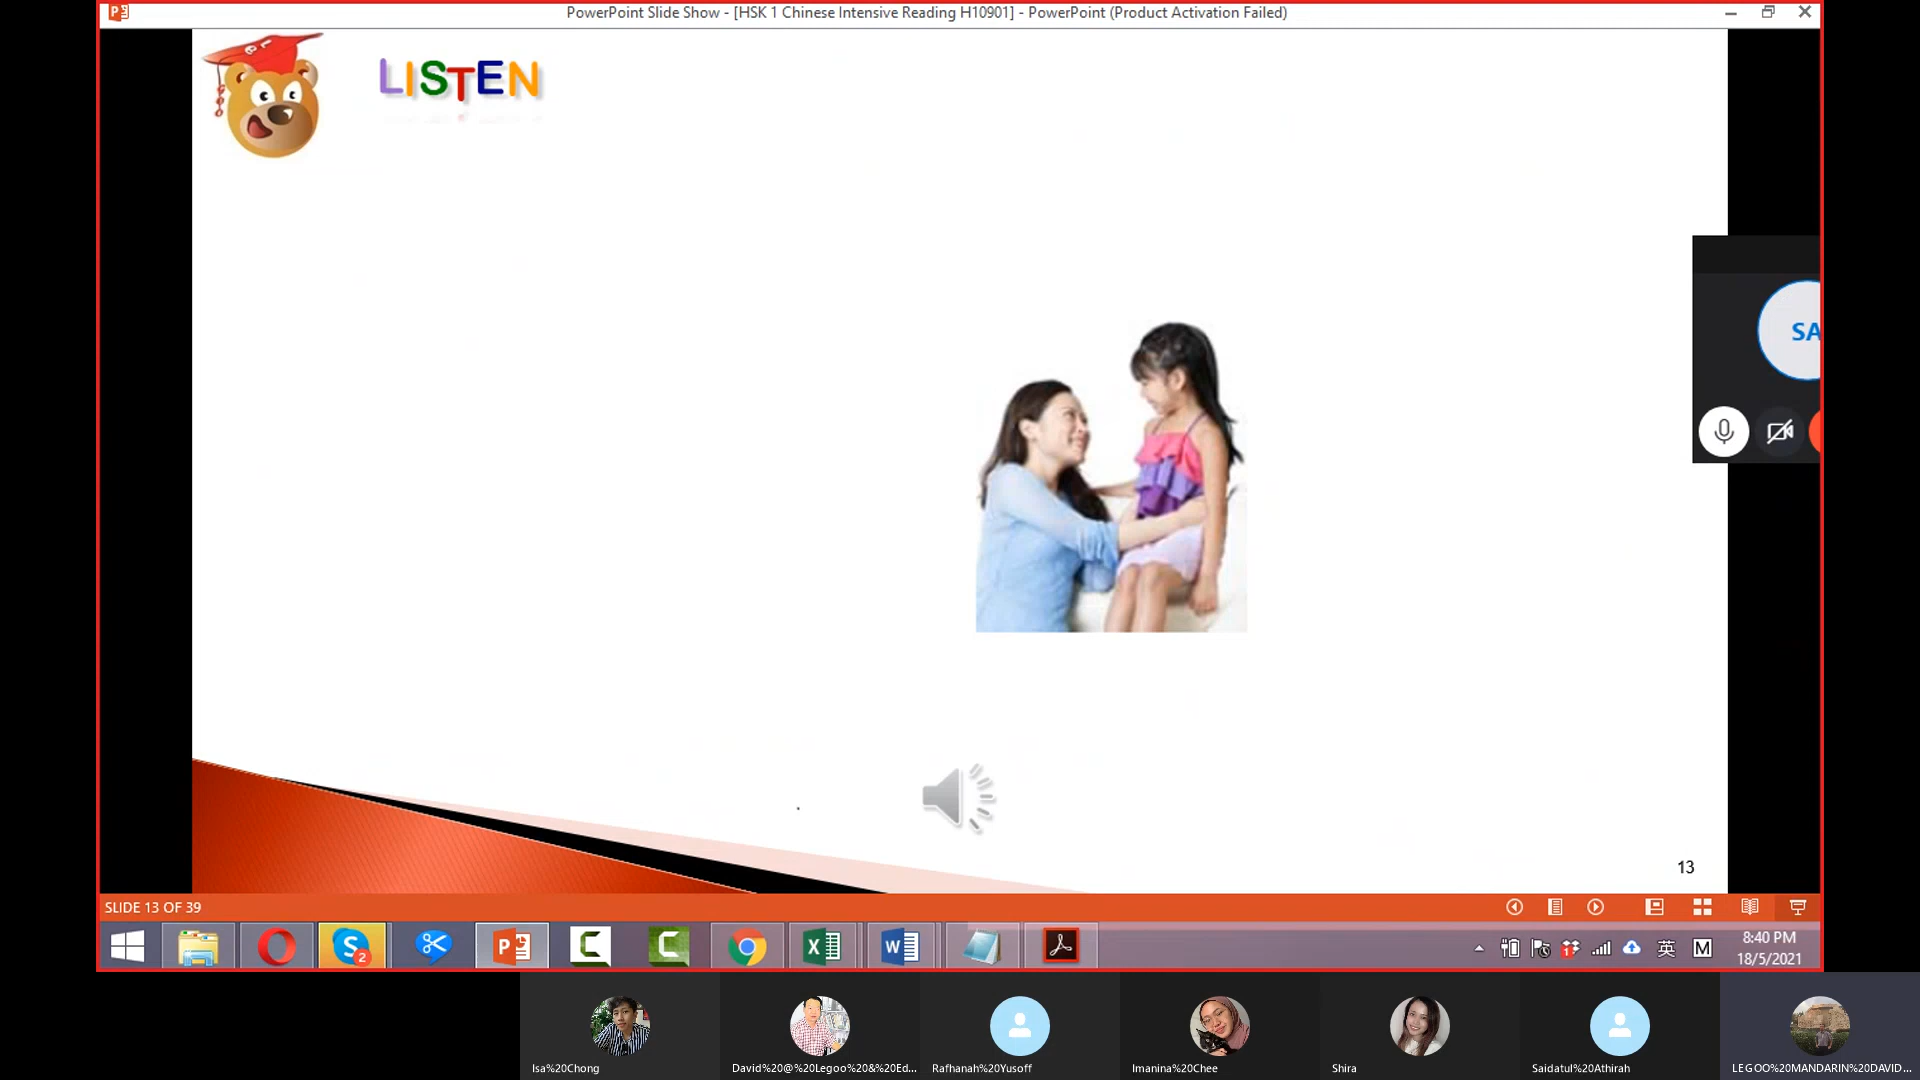 PowerPoint Slide Show - [HSK 1 Chinese Intensive Reading H10901] - PowerPoint (Product Activation Failed)
LISTEN
SA
13
SLIDE 13 OF 39
英
M
8:40 PM
18/5/2021
Isa%20Chong
David%20@%20Legoo%20&%20Ed...
Rafhanah%20Yusoff
Imanina%20Chee
Shira
Saidatul%20Athirah
LEGOO%20MANDARIN%20DAVID...